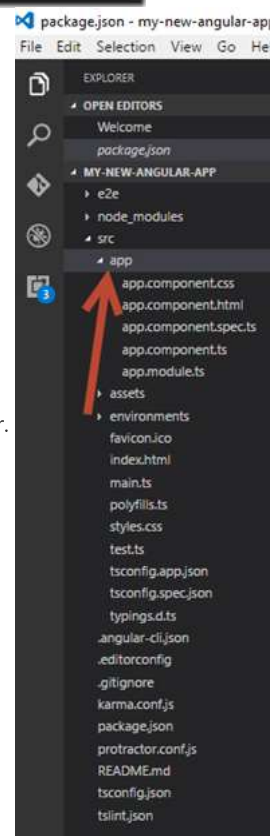 package.json - my-new-angular-app
File Edit Selection View Go He
EXPLORER
OPEN EDITORS
Welcome
package.json
MY-NEW-ANGULAR-APP
e2e
node_modules
src
app
app.component.css
app.component.html
app.component.spec.ts
app.component.ts
app.module.ts
assets
environments
r.
favicon.ico
index.html
main.ts
polyfills.ts
styles.css
test.ts
tsconfig.app.json
tsconfig.spec.json
typings.d.ts
.angular-cli.json
.editorconfig
.gitignore
karma.conf.js
package.json
protractor.conf.js
README.md
tsconfig.json
tslint.json
3